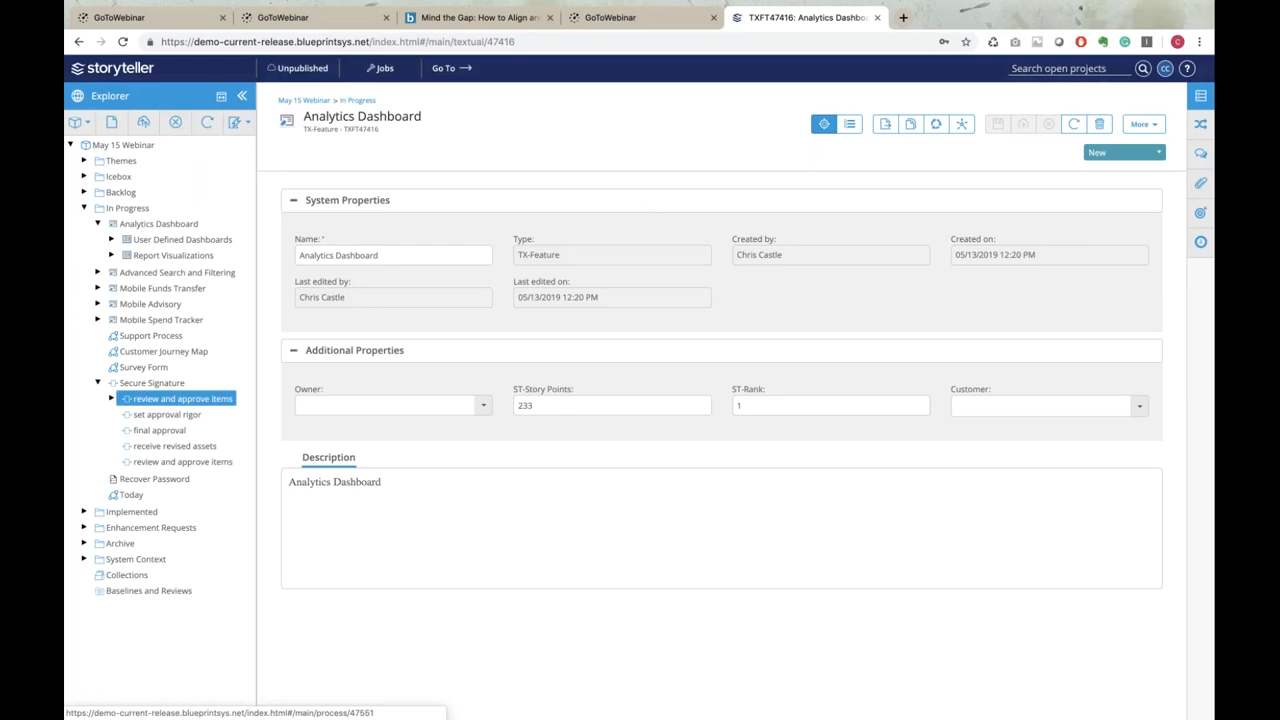 GoToWebinar
GoToWebinar
Mind the Gap: How to Align an
GoToWebinar
TXFT47416: Analytics Dashbo
https://demo-current-release.blueprintsys.net/index.html#/main/textual/47416
storyteller
Unpublished
Jobs
Go To
Search open projects
CC
?
Explorer
May 15 Webinar > In Progress
Analytics Dashboard
TX-Feature - TXFT47416
More
New
May 15 Webinar
Themes
Icebox
Backlog
In Progress
Analytics Dashboard
User Defined Dashboards
Report Visualizations
Advanced Search and Filtering
Mobile Funds Transfer
Mobile Advisory
Mobile Spend Tracker
Support Process
Customer Journey Map
Survey Form
Secure Signature
review and approve items
set approval rigor
final approval
receive revised assets
review and approve items
Recover Password
Today
Implemented
Enhancement Requests
Archive
System Context
Collections
Baselines and Reviews
System Properties
Name:* Type: Created by: Created on:
Analytics Dashboard TX-Feature Chris Castle 05/13/2019 12:20 PM
Last edited by: Last edited on:
Chris Castle 05/13/2019 12:20 PM
Additional Properties
Owner: ST-Story Points: ST-Rank: Customer:
233 1
Description
Analytics Dashboard
https://demo-current-release.blueprintsys.net/index.html#/main/process/47551